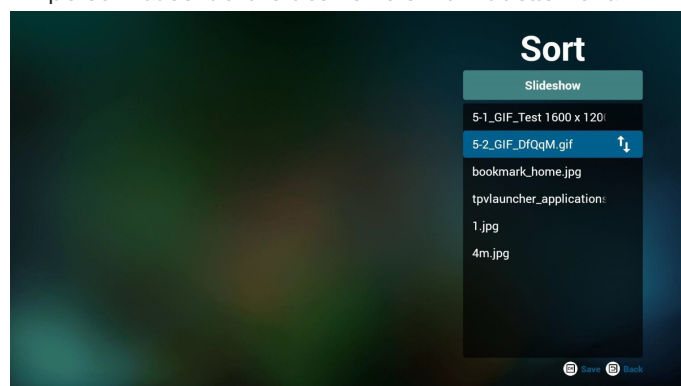 Sort
Slideshow
5-1_GIF_Test 1600 x 120
5-2_GIF_DfQqM.gif
bookmark_home.jpg
tpvlauncher_application
1.jpg
4m.jpg
Save Back